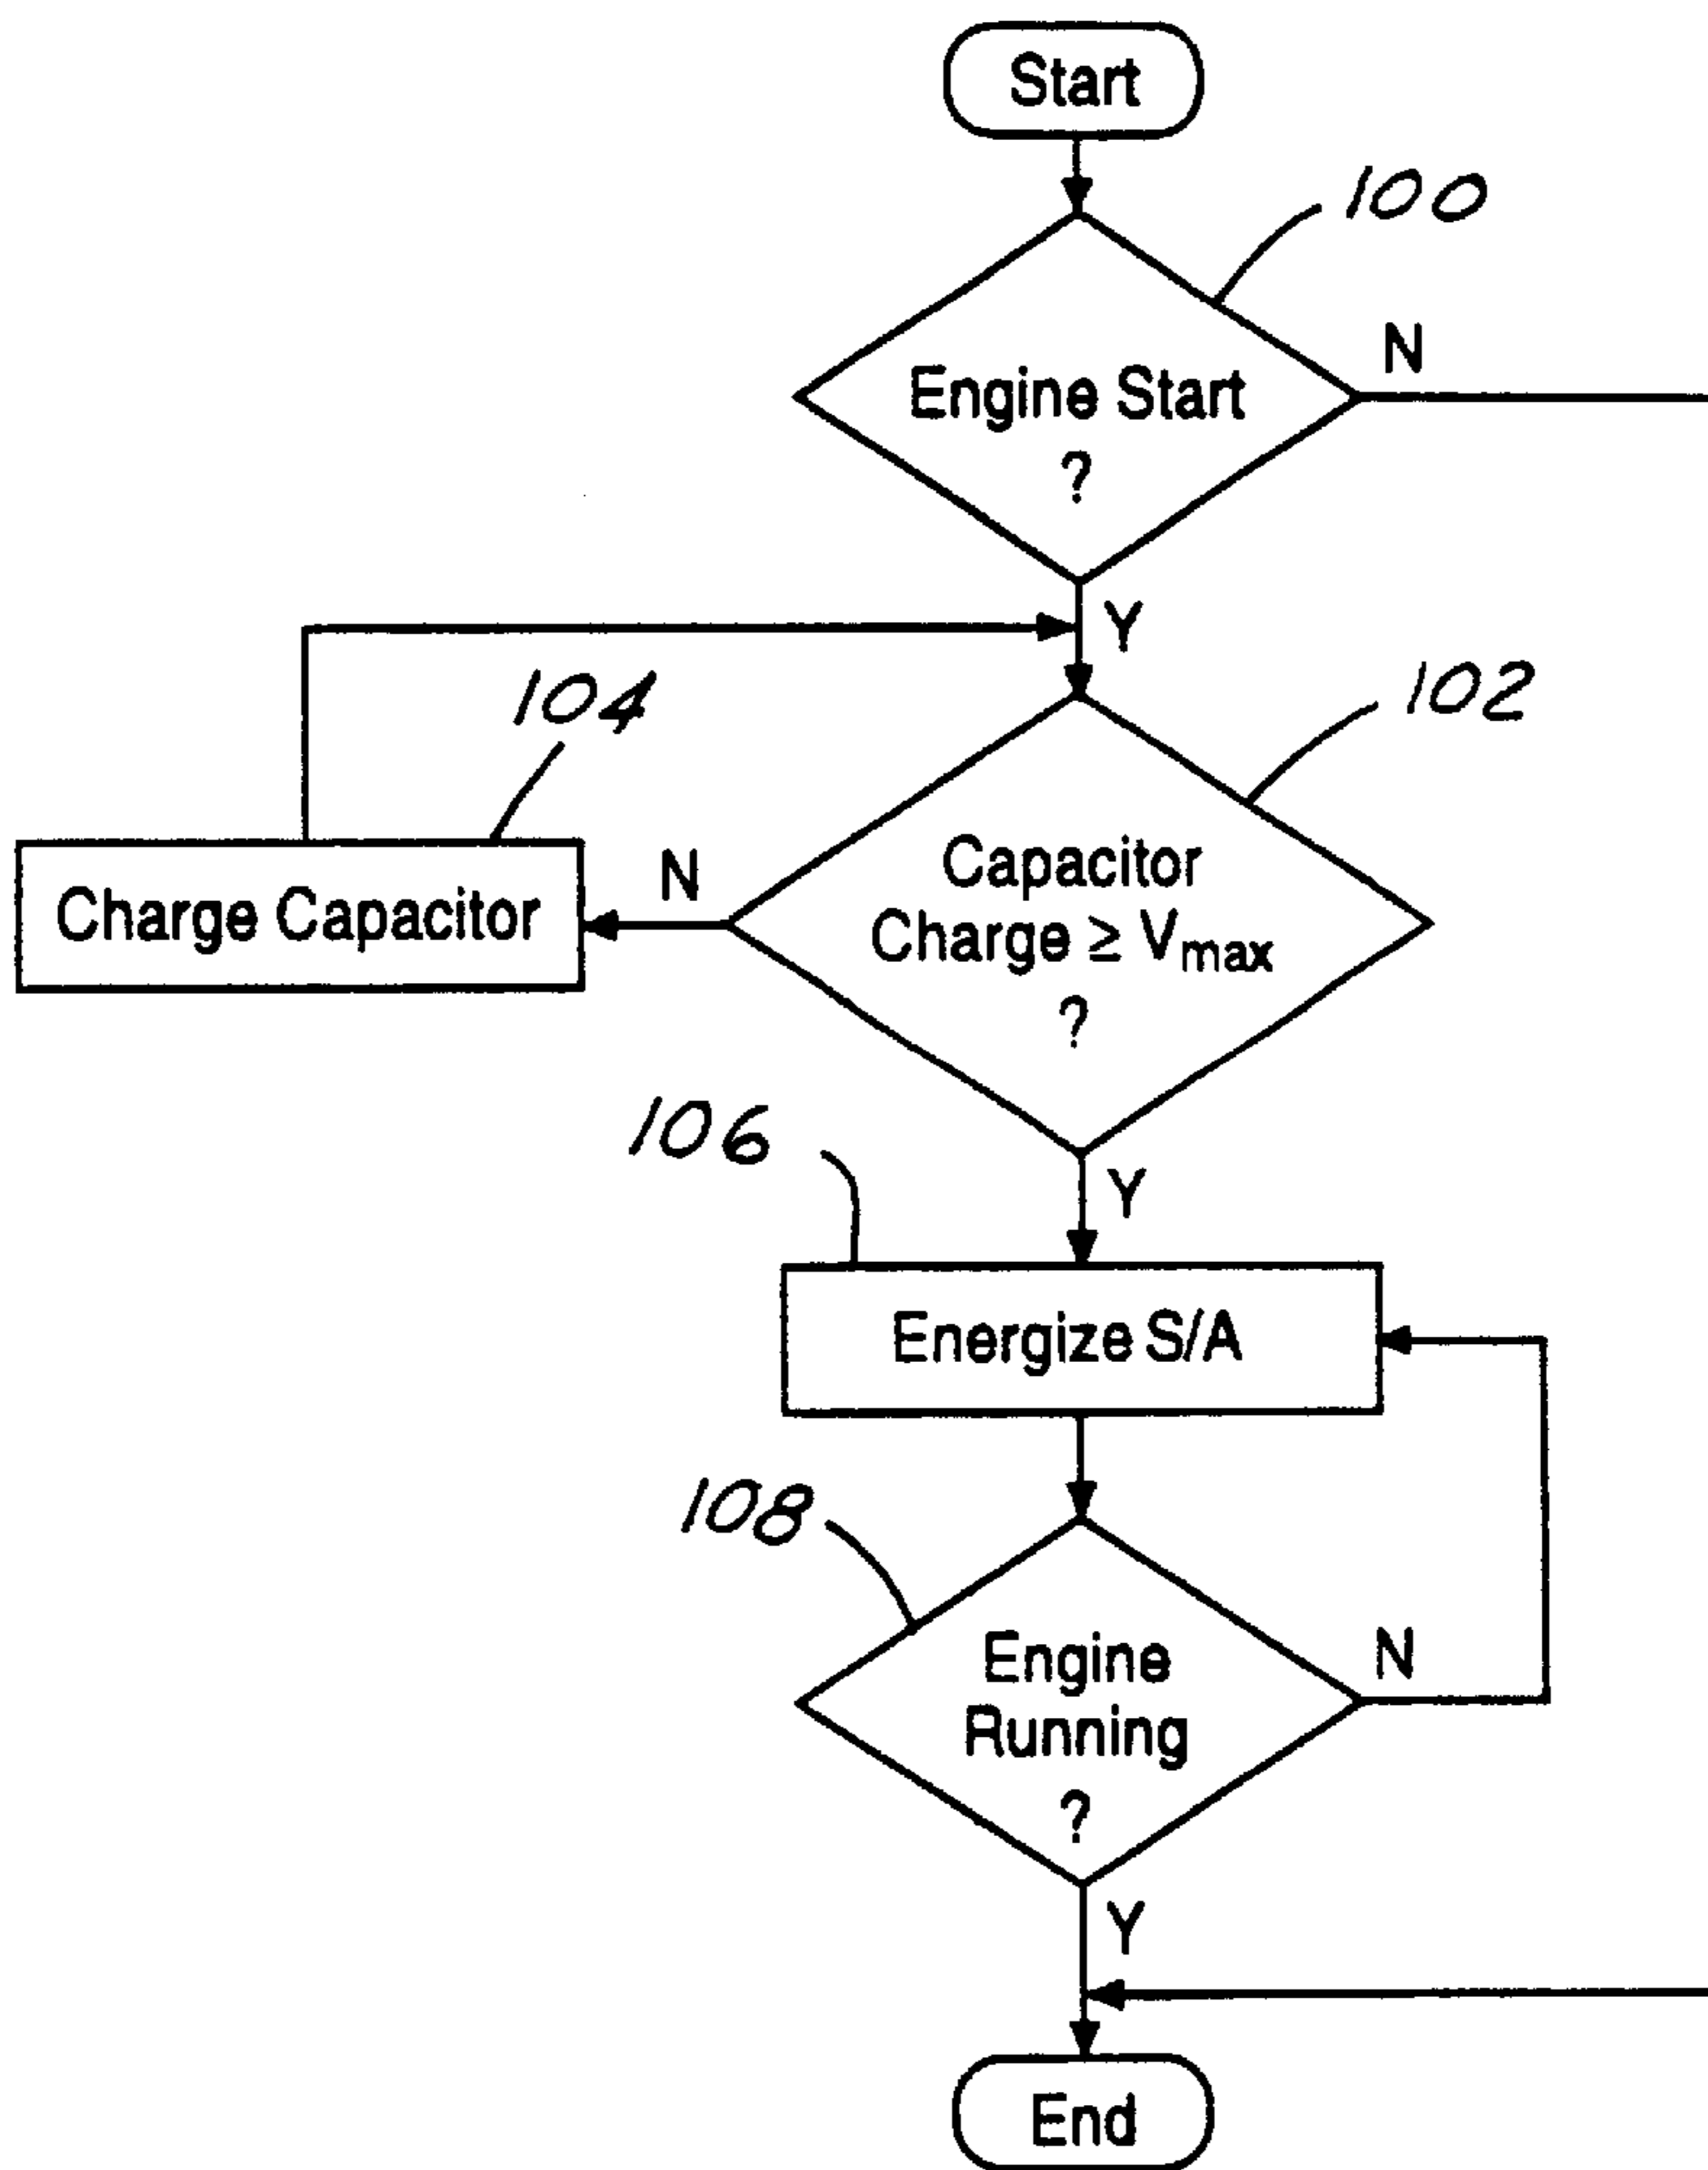 Start
100
Engine Start
?
N
Y
104
102
Charge Capacitor
N
Capacitor
Charge ≥ Vmax
?
106
Y
Energize S/A
108
Engine
Running
?
N
Y
End